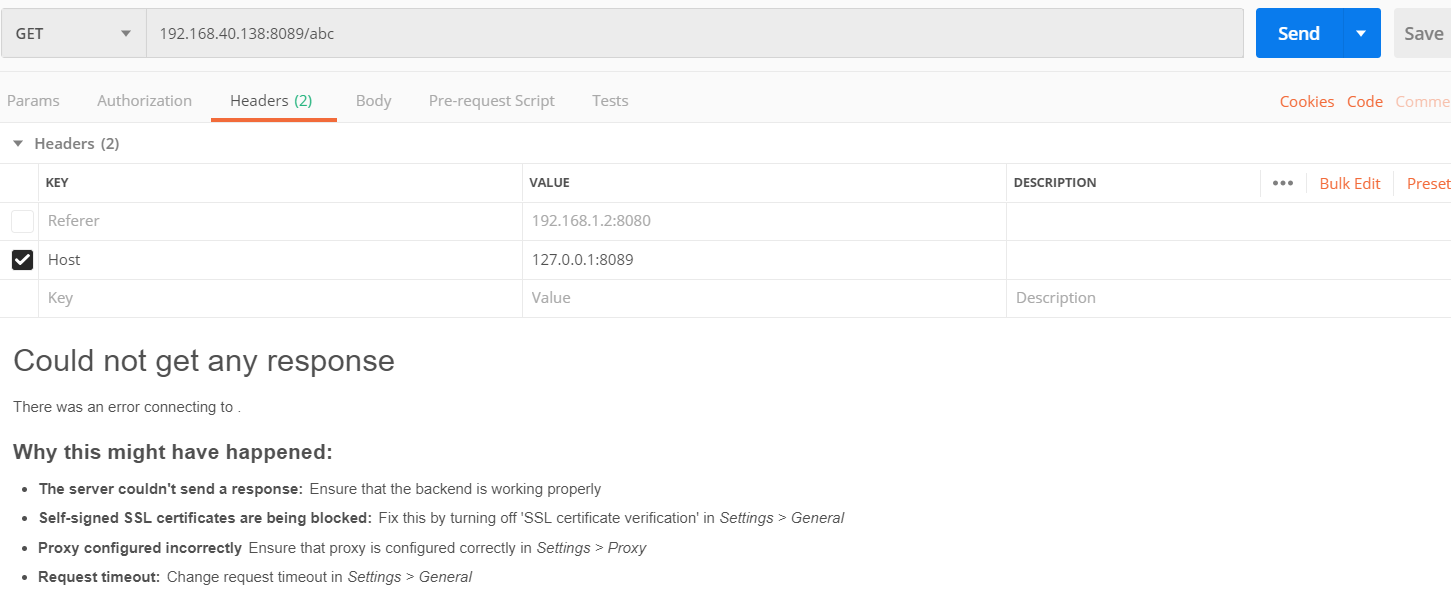 GET 192.168.40.138:8089/abc Send Save
Params Authorization Headers (2) Body Pre-request Script Tests Cookies Code Comme
Headers (2)
KEY VALUE DESCRIPTION ••• Bulk Edit Preset
Referer 192.168.1.2:8080
Host 127.0.0.1:8089
Key Value Description
Could not get any response
There was an error connecting to .
Why this might have happened:
• The server couldn't send a response: Ensure that the backend is working properly
• Self-signed SSL certificates are being blocked: Fix this by turning off 'SSL certificate verification' in Settings > General
• Proxy configured incorrectly Ensure that proxy is configured correctly in Settings > Proxy
• Request timeout: Change request timeout in Settings > General